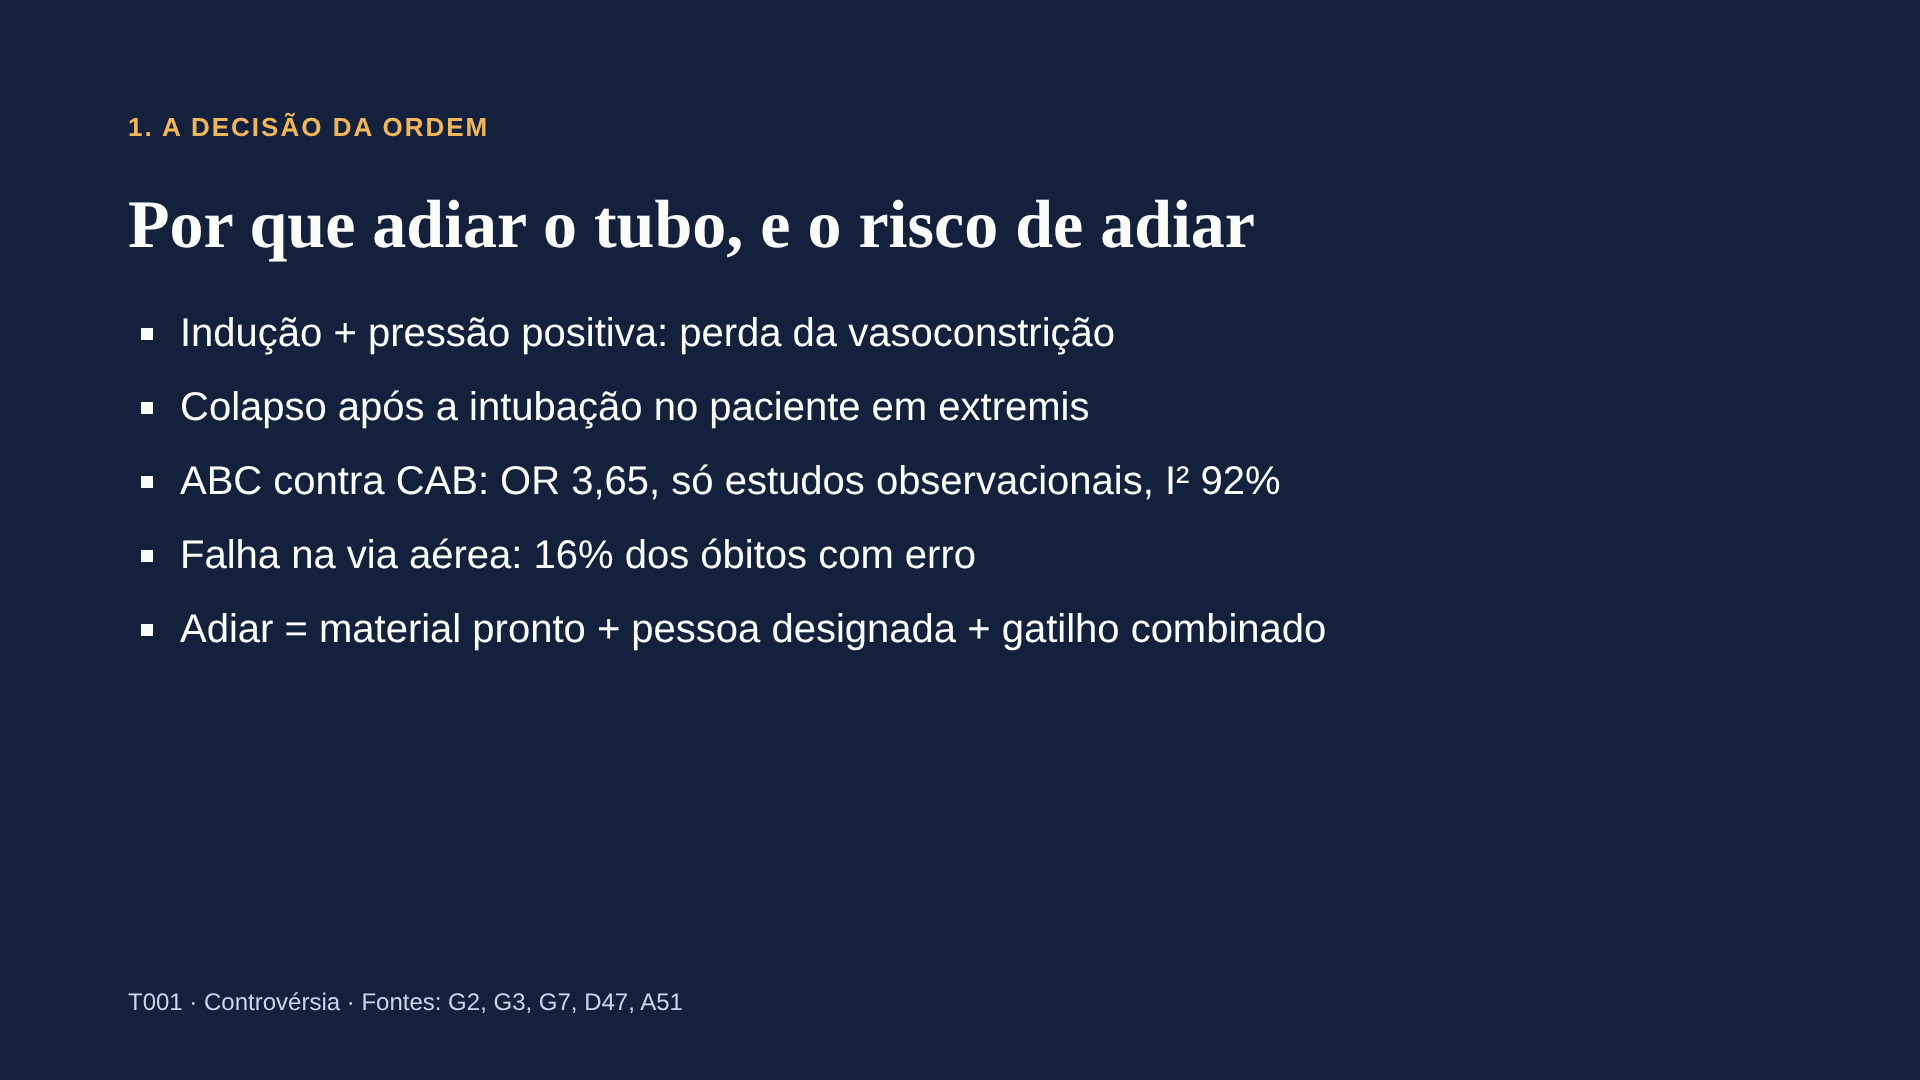 1. A DECISÃO DA ORDEM
Por que adiar o tubo, e o risco de adiar
▪ Indução + pressão positiva: perda da vasoconstrição
▪ Colapso após a intubação no paciente em extremis
▪ ABC contra CAB: OR 3,65, só estudos observacionais, I² 92%
▪ Falha na via aérea: 16% dos óbitos com erro
▪ Adiar = material pronto + pessoa designada + gatilho combinado
T001 · Controvérsia · Fontes: G2, G3, G7, D47, A51